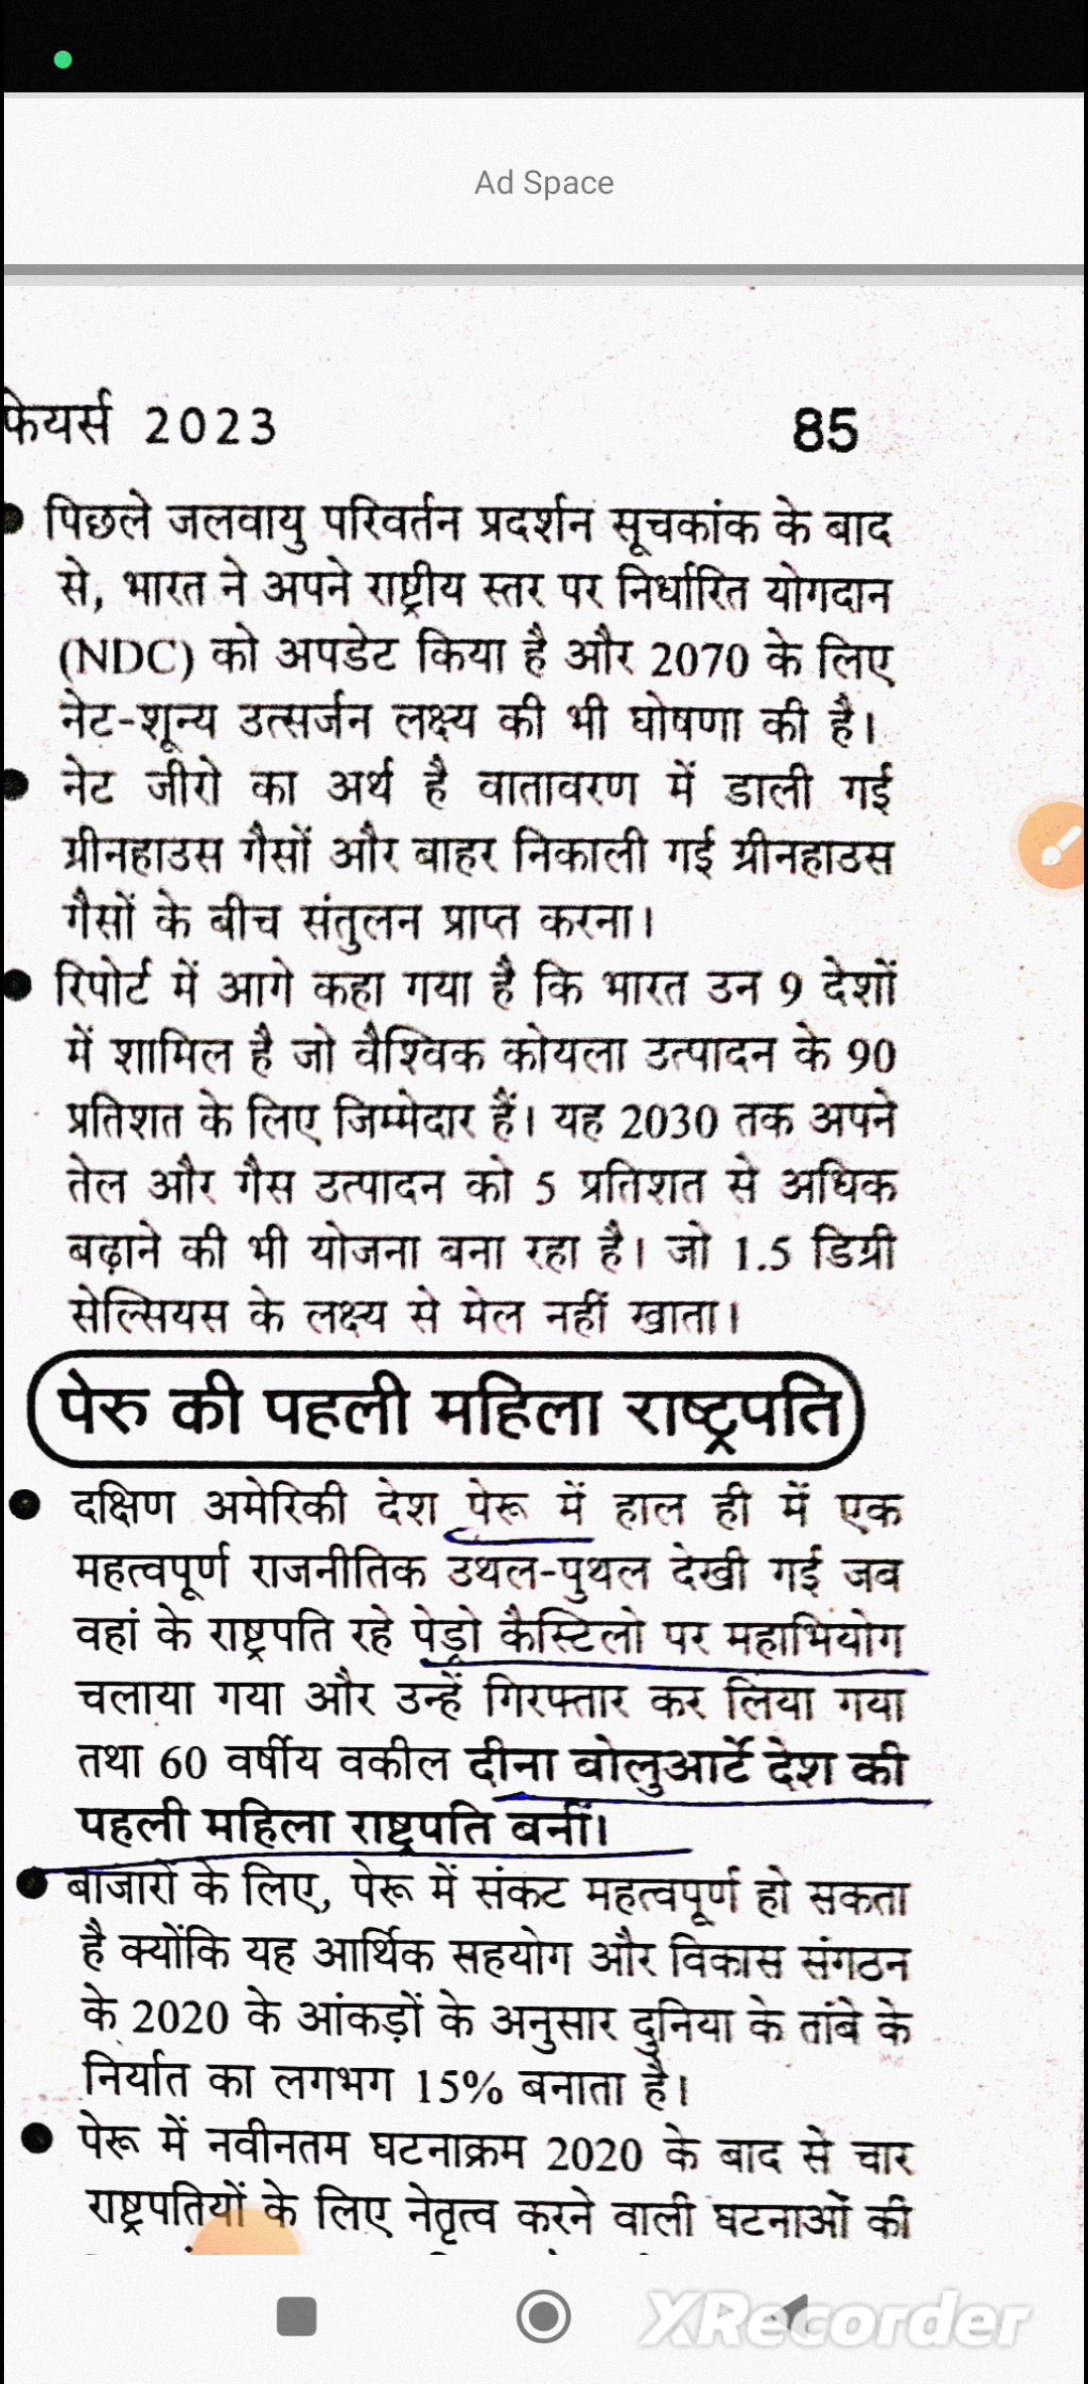 Ad Space
फेयर्स 2023 85
पिछले जलवायु परिवर्तन प्रदर्शन सूचकांक के बाद
से, भारत ने अपने राष्ट्रीय स्तर पर निर्धारित योगदान
(NDC) को अपडेट किया है और 2070 के लिए
नेट-शून्य उत्सर्जन लक्ष्य की भी घोषणा की है।
नेट जीरो का अर्थ है वातावरण में डाली गई
ग्रीनहाउस गैसों और बाहर निकाली गई ग्रीनहाउस
गैसों के बीच संतुलन प्राप्त करना।
रिपोर्ट में आगे कहा गया है कि भारत उन 9 देशों
में शामिल है जो वैश्विक कोयला उत्पादन के 90
प्रतिशत के लिए जिम्मेदार हैं। यह 2030 तक अपने
तेल और गैस उत्पादन को 5 प्रतिशत से अधिक
बढ़ाने की भी योजना बना रहा है। जो 1.5 डिग्री
सेल्सियस के लक्ष्य से मेल नहीं खाता।
पेरु की पहली महिला राष्ट्रपति
दक्षिण अमेरिकी देश पेरू में हाल ही में एक
महत्वपूर्ण राजनीतिक उथल-पुथल देखी गई जब
वहां के राष्ट्रपति रहे पेड्रो कैस्टिलो पर महाभियोग
चलाया गया और उन्हें गिरफ्तार कर लिया गया
तथा 60 वर्षीय वकील दीना बोलुआर्टे देश की
पहली महिला राष्ट्रपति बनीं।
बाजारों के लिए, पेरू में संकट महत्वपूर्ण हो सकता
है क्योंकि यह आर्थिक सहयोग और विकास संगठन
के 2020 के आंकड़ों के अनुसार दुनिया के तांबे के
निर्यात का लगभग 15% बनाता है।
पेरू में नवीनतम घटनाक्रम 2020 के बाद से चार
राष्ट्रपतियों के लिए नेतृत्व करने वाली घटनाओं की
XRecorder